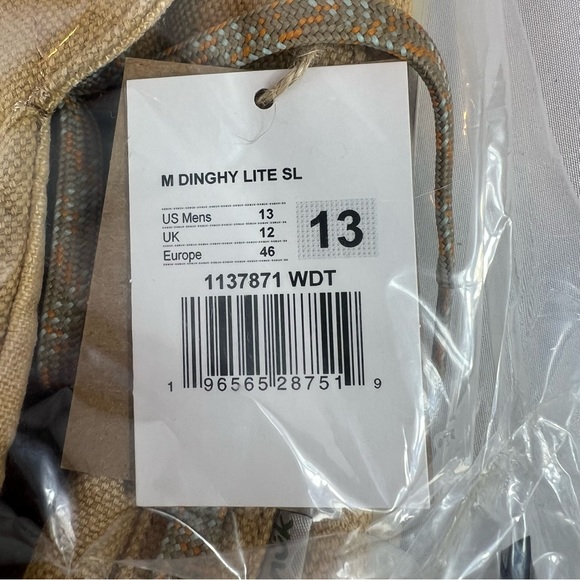 M DINGHY LITE SL
US Mens 13
UK 12
Europe 46
13
1137871 WDT
1 96565 28751 9